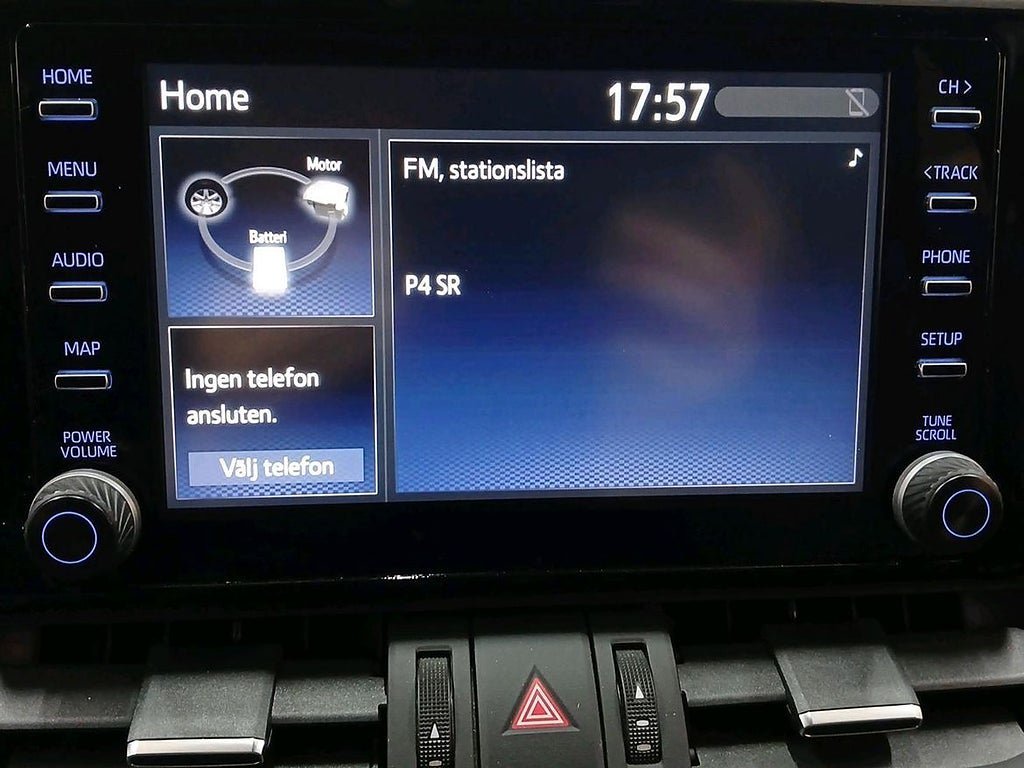 HOME
MENU
AUDIO
MAP
POWER
VOLUME
Home
17:57
Motor
Batteri
Ingen telefon
ansluten.
Välj telefon
FM, stationslista
P4 SR
CH >
<TRACK
PHONE
SETUP
TUNE
SCROLL